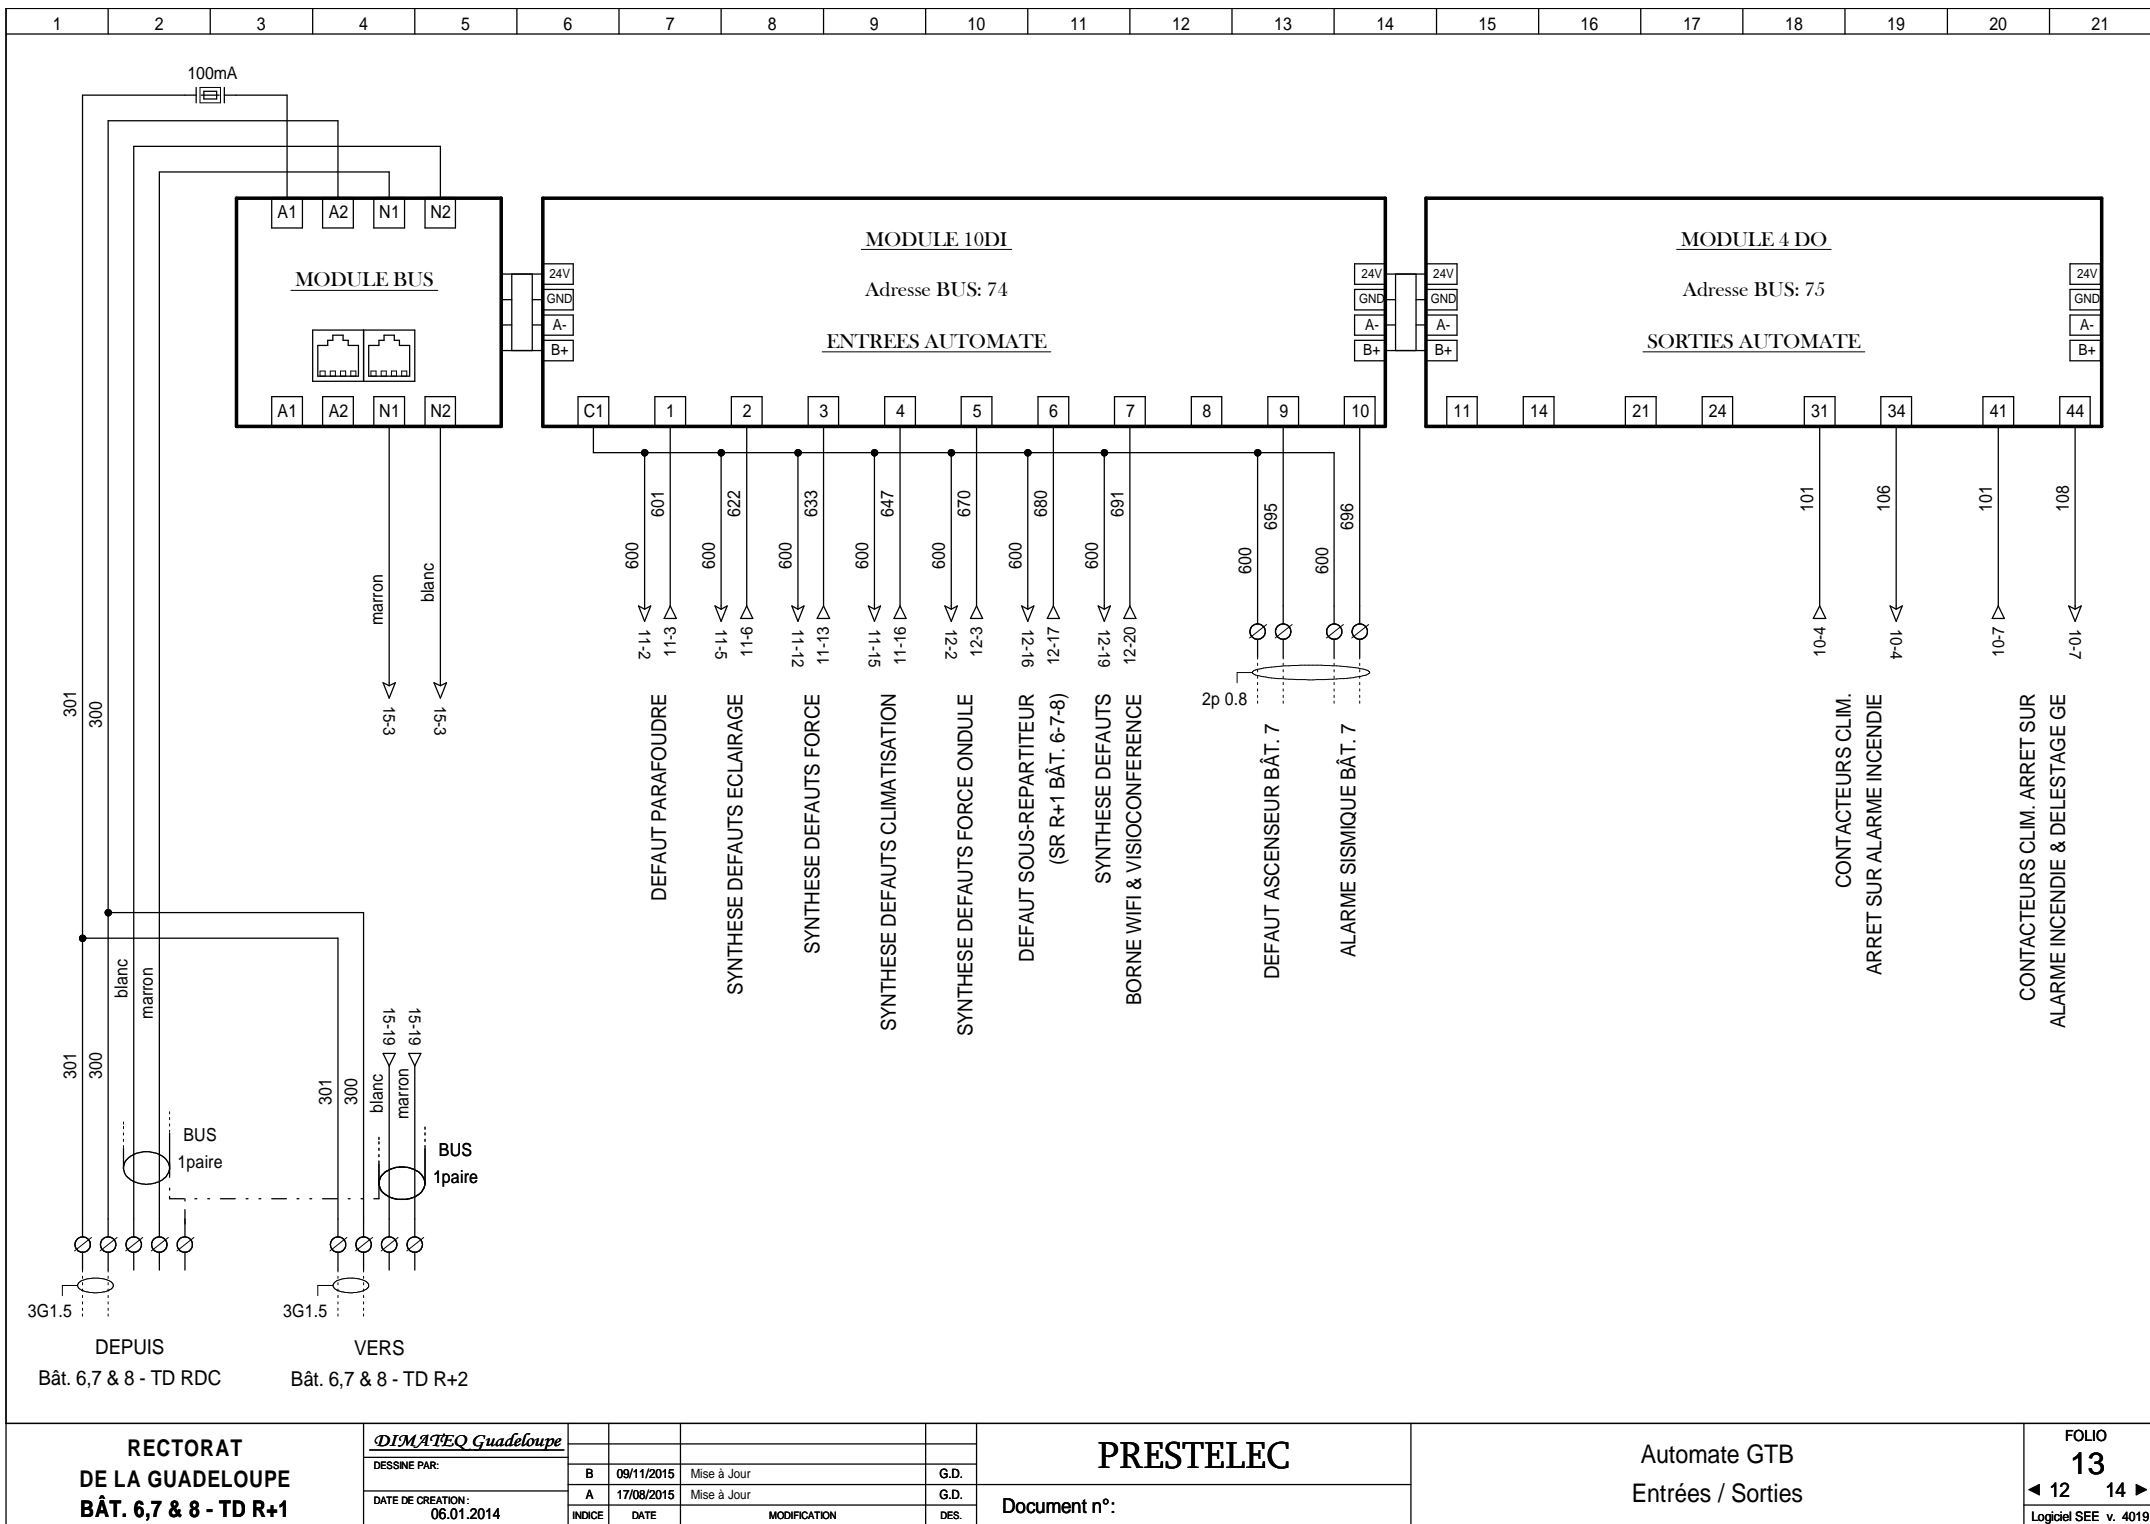 1 2 3 4 5 6 7 8 9 10 11 12 13 14 15 16 17 18 19 20 21
100mA
A1 A2 N1 N2
MODULE BUS
A1 A2 N1 N2
24V
GND
A-
B+
MODULE 10DI
Adresse BUS: 74
ENTREES AUTOMATE
24V
GND
A-
B+
C1 1 2 3 4 5 6 7 8 9 10
24V
GND
A-
B+
MODULE 4 DO
Adresse BUS: 75
SORTIES AUTOMATE
24V
GND
A-
B+
11 14 21 24 31 34 41 44
marron
blanc
15-3
15-3
600 601
622 600
633 600
647 600
670 600
680 600
691 600
695 600
696 600
101
106
101
108
11-2
11-3
11-5
11-9
11-12
11-13
11-15
11-16
12-2
12-3
12-16
12-17
12-19
12-20
10-4
10-4
10-7
10-7
2p 0.8
DEFAUT PARAFOUDRE
SYNTHESE DEFAUTS ECLAIRAGE
SYNTHESE DEFAUTS FORCE
SYNTHESE DEFAUTS CLIMATISATION
SYNTHESE DEFAUTS FORCE ONDULE
DEFAUT SOUS-REPARTITEUR
(SR R+1 BÂT. 6-7-8)
SYNTHESE DEFAUTS
BORNE WIFI & VISIOCONFERENCE
DEFAUT ASCENSEUR BÂT. 7
ALARME SISMIQUE BÂT. 7
CONTACTEURS CLIM.
ARRET SUR ALARME INCENDIE
CONTACTEURS CLIM. ARRET SUR
ALARME INCENDIE & DELESTAGE GE
301
300
blanc
marron
301
300
15-19
15-19
301
300
blanc
marron
BUS
1paire
BUS
1paire
3G1.5
3G1.5
DEPUIS
Bât. 6,7 & 8 - TD RDC
VERS
Bât. 6,7 & 8 - TD R+2
RECTORAT
DE LA GUADELOUPE
BÂT. 6,7 & 8 - TD R+1
DIMATEQ Guadeloupe
DESSINE PAR:
DATE DE CREATION :
06.01.2014
B 09/11/2015 Mise à Jour G.D.
A 17/08/2015 Mise à Jour G.D.
INDICE DATE MODIFICATION DES.
PRESTELEC
Document n°:
Automate GTB
Entrées / Sorties
FOLIO
13
◄ 12 14 ►
Logiciel SEE v. 4019